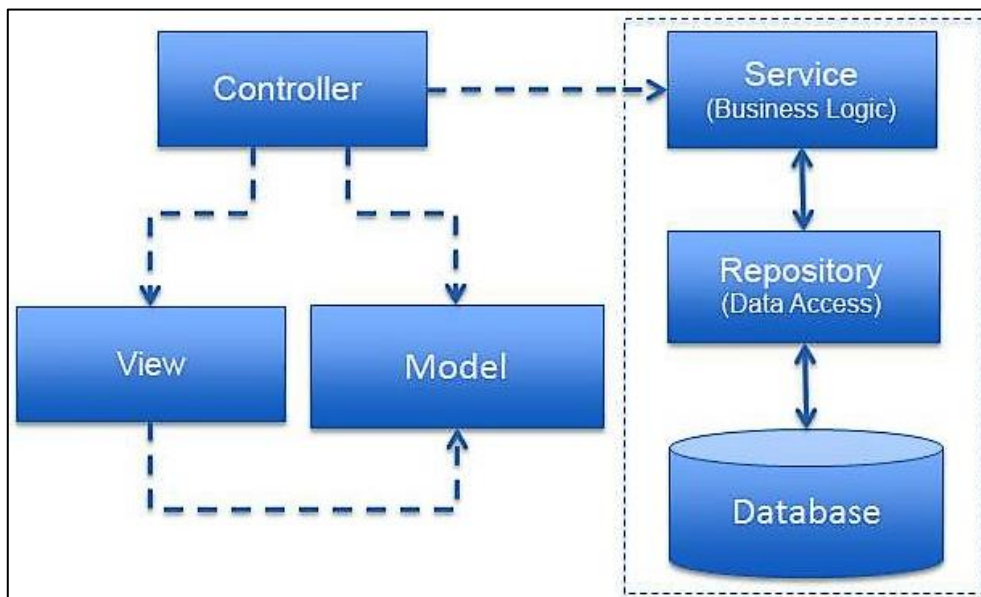 Controller
Service
(Business Logic)
Repository
(Data Access)
View
Model
Database